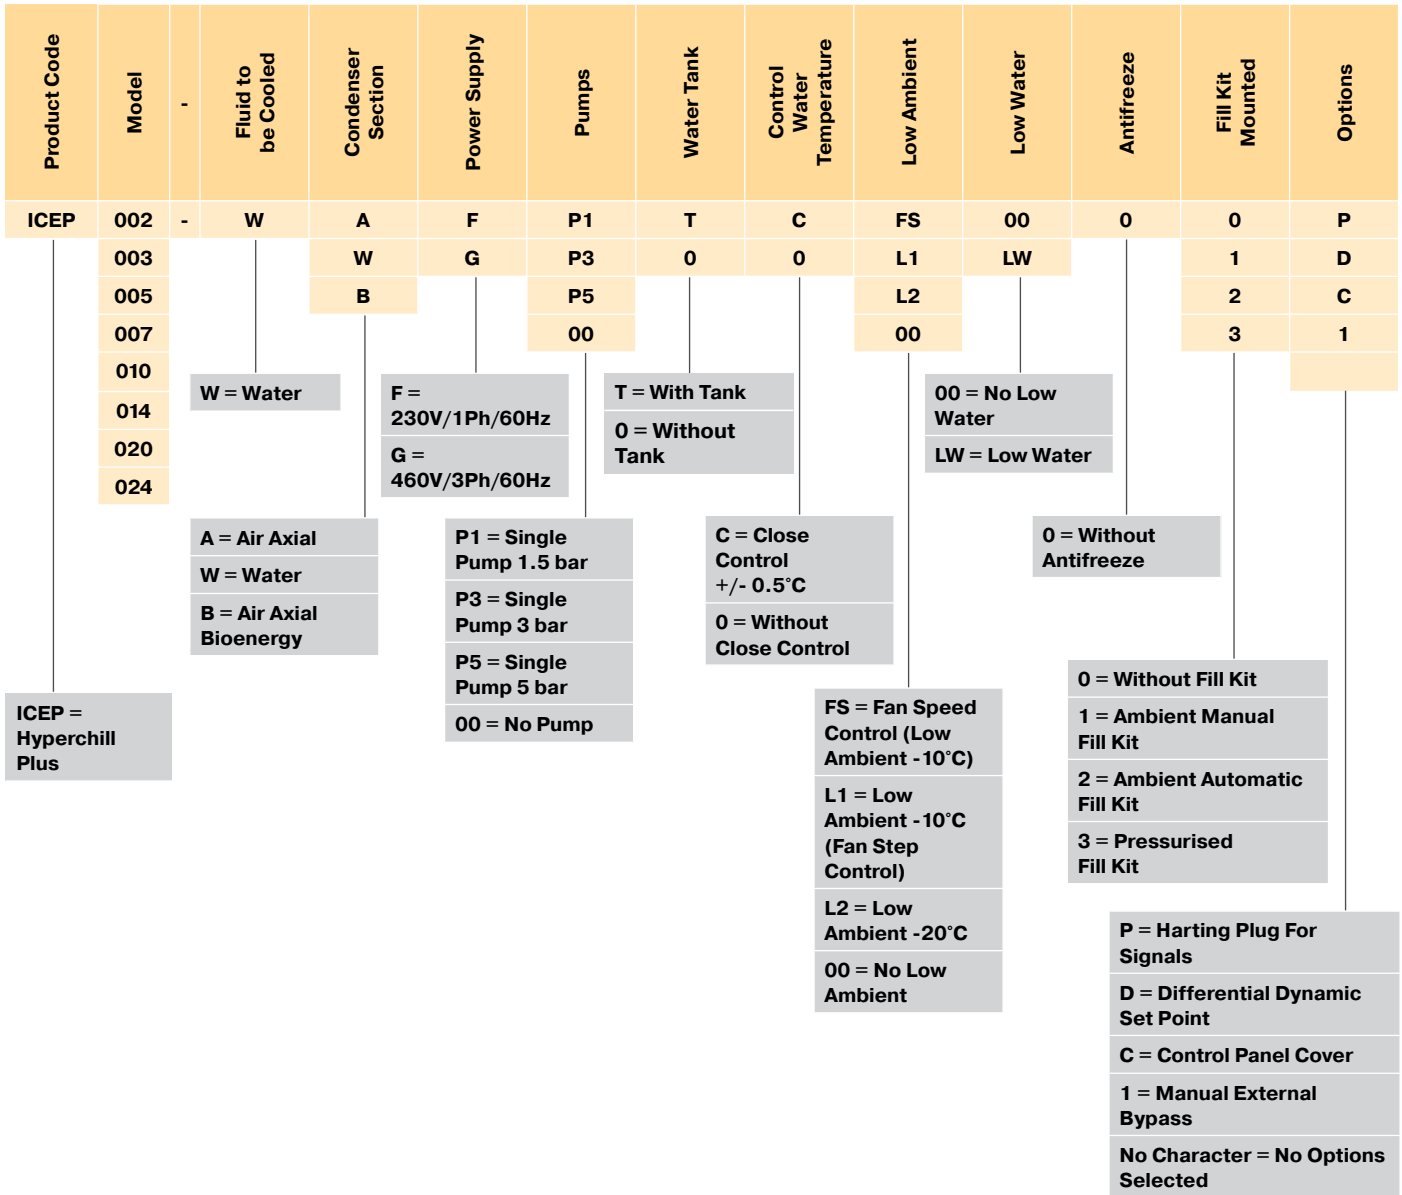 Product Code
Model
-
Fluid to
be Cooled
Condenser
Section
Power Supply
Pumps
Water Tank
Control
Water
Temperature
Low Ambient
Low Water
Antifreeze
Fill Kit
Mounted
Options
ICEP 002 - W A F P1 T C FS 00 0 0 P
003 W G P3 0 0 L1 LW 1 D
005 B P5 L2 2 C
007 00 00 3 1
010
014
020
024
W = Water
F =
230V/1Ph/60Hz
G =
460V/3Ph/60Hz
T = With Tank
0 = Without
Tank
00 = No Low
Water
LW = Low Water
A = Air Axial
W = Water
B = Air Axial
Bioenergy
P1 = Single
Pump 1.5 bar
P3 = Single
Pump 3 bar
P5 = Single
Pump 5 bar
00 = No Pump
C = Close
Control
+/- 0.5°C
0 = Without
Close Control
0 = Without
Antifreeze
ICEP =
Hyperchill
Plus
FS = Fan Speed
Control (Low
Ambient -10°C)
L1 = Low
Ambient -10°C
(Fan Step
Control)
L2 = Low
Ambient -20°C
00 = No Low
Ambient
0 = Without Fill Kit
1 = Ambient Manual
Fill Kit
2 = Ambient Automatic
Fill Kit
3 = Pressurised
Fill Kit
P = Harting Plug For
Signals
D = Differential Dynamic
Set Point
C = Control Panel Cover
1 = Manual External
Bypass
No Character = No Options
Selected